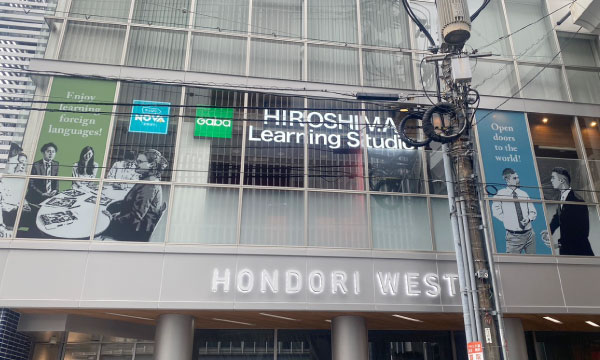 Enjoy
learning
foreign
languages!
NOVA
Gaba
HIROSHIMA
Learning Studio
Open
doors
to the
world!
HONDORI WEST